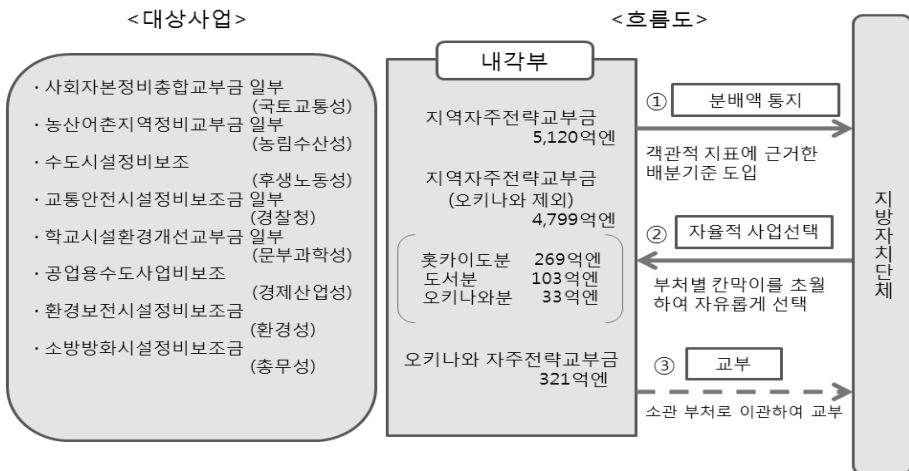 <대상사업>
· 사회자본정비총합교부금 일부
(국토교통성)
· 농산어촌지역정비교부금 일부
(농림수산성)
· 수도시설정비보조
(후생노동성)
· 교통안전시설정비보조금 일부
(경찰청)
· 학교시설환경개선교부금 일부
(문부과학성)
· 공업용수도사업비보조
(경제산업성)
· 환경보전시설정비보조금
(환경성)
· 소방방화시설정비보조금
(총무성)
<흐름도>
내각부
지역자주전략교부금
5,120억엔
지역자주전략교부금
(오키나와 제외)
4,799억엔
홋카이도분 269억엔
도서분 103억엔
오키나와분 33억엔
오키나와 자주전략교부금
321억엔
① 분배액 통지
객관적 지표에 근거한
배분기준 도입
② 자율적 사업선택
부처별 칸막이를 초월
하여 자유롭게 선택
③ 교부
소관 부처로 이관하여 교부
지방자치단체